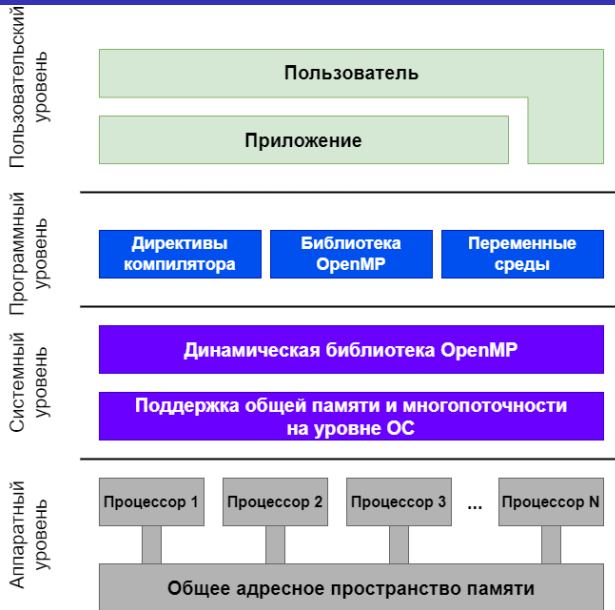 Пользовательский
уровень
Пользователь
Приложение
Программный
уровень
Директивы
компилятора
Библиотека
OpenMP
Переменные
среды
Системный
уровень
Динамическая библиотека OpenMP
Поддержка общей памяти и многопоточности
на уровне ОС
Аппаратный
уровень
Процессор 1
Процессор 2
Процессор 3
...
Процессор N
Общее адресное пространство памяти